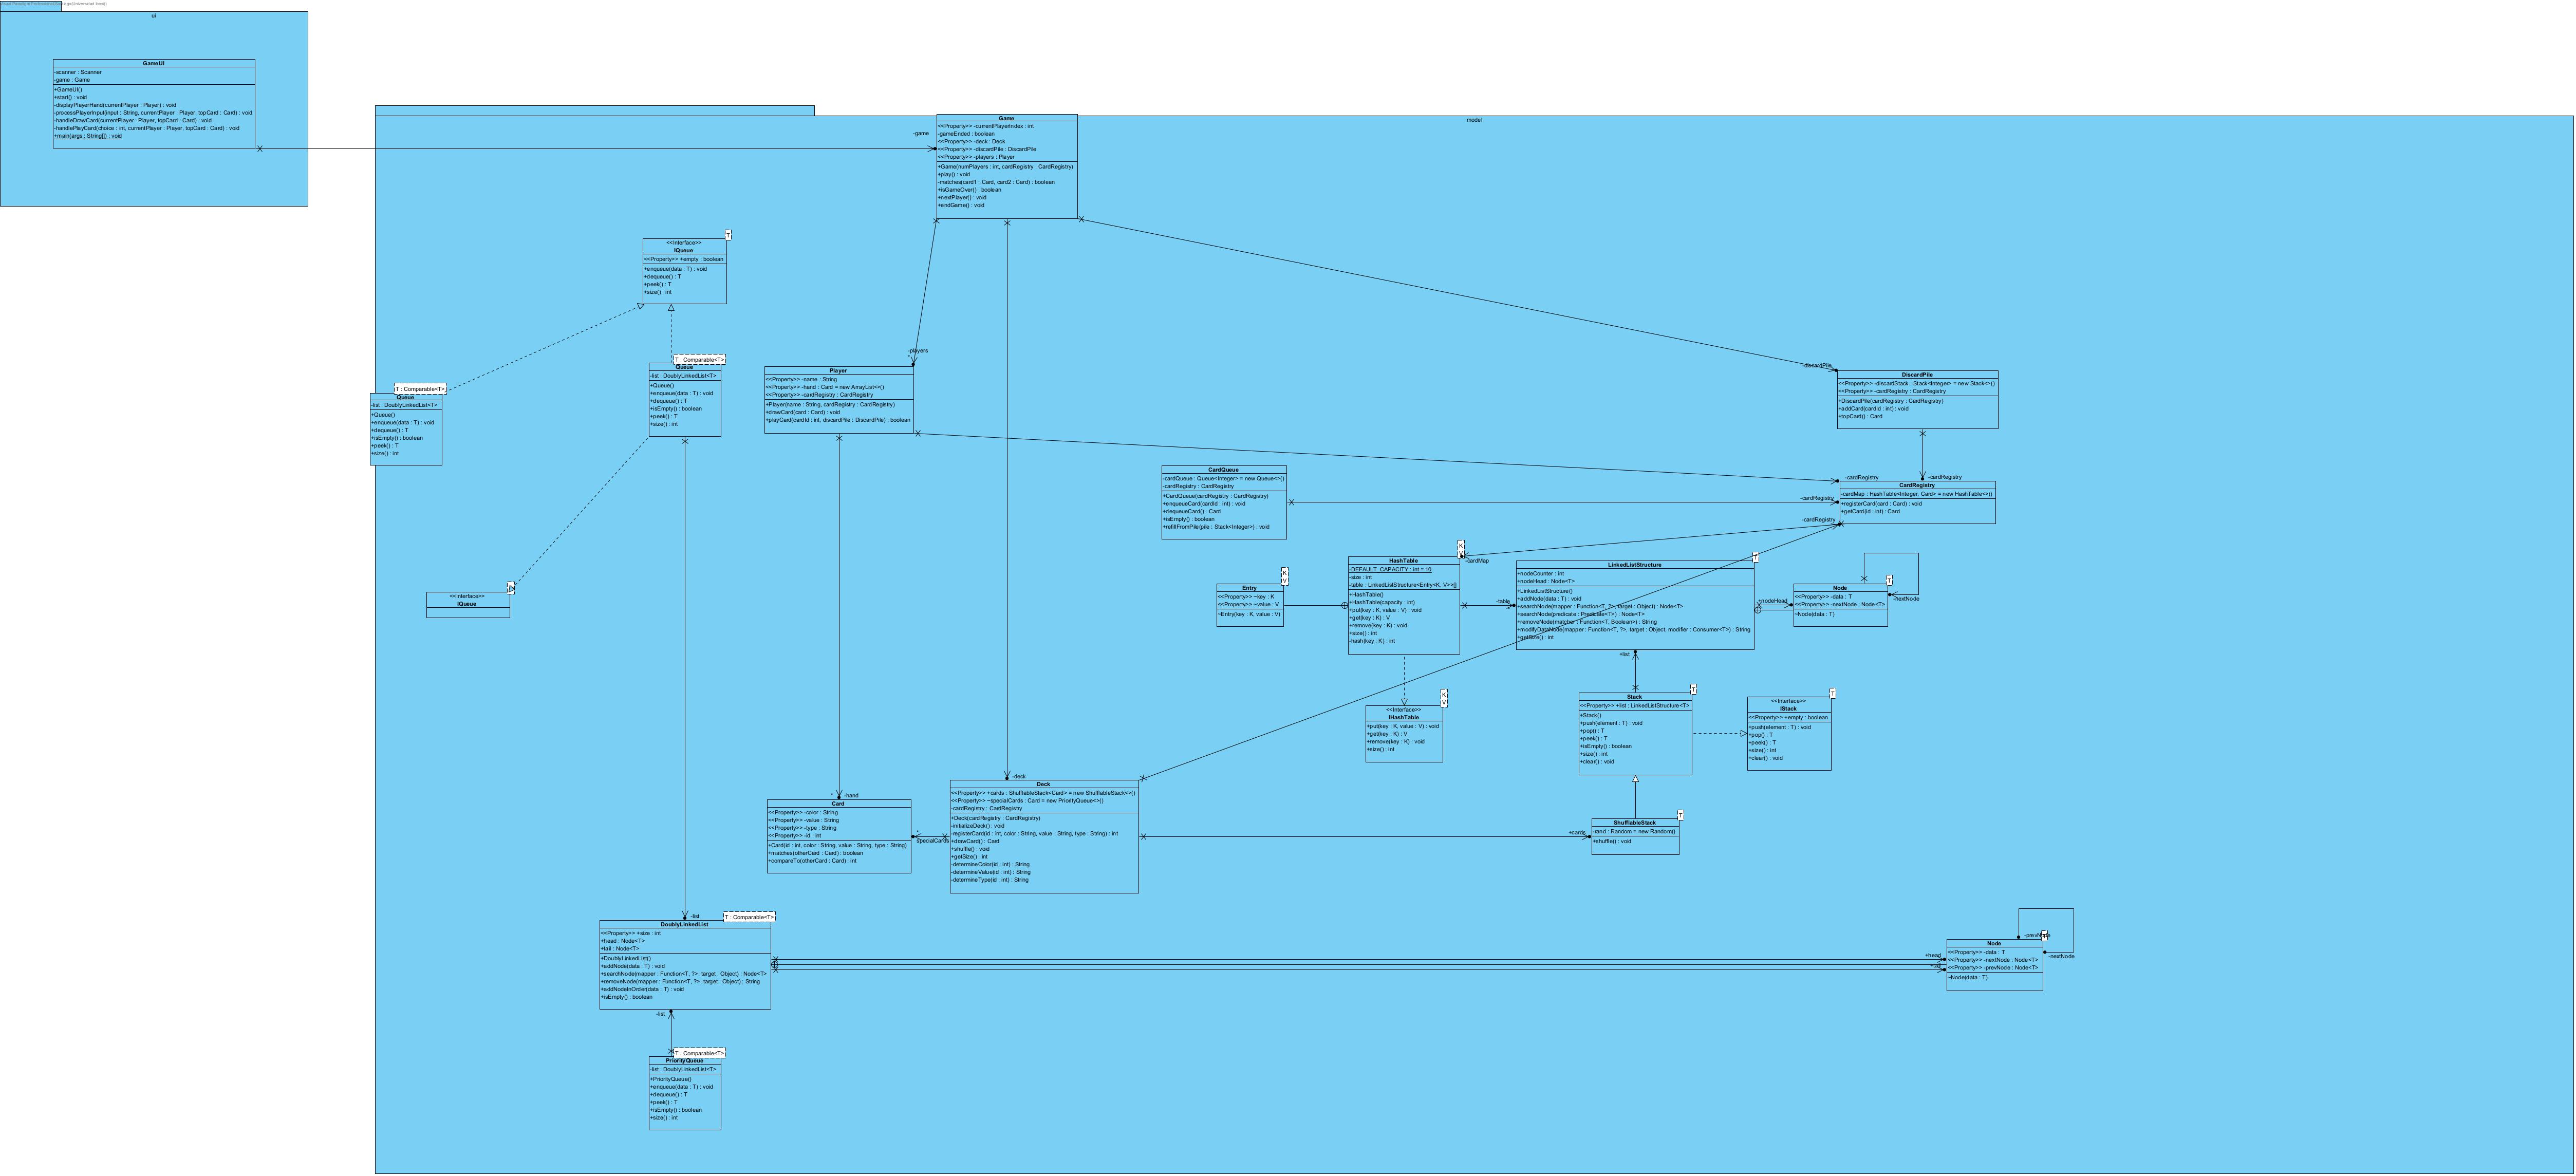 ui
GameUI
-scanner : Scanner
-game : Game
+GameUI()
+start() : void
-displayPlayerHand(currentPlayer : Player) : void
-processPlayerInput(input : String, currentPlayer : Player, topCard : Card) : void
-handleDrawCard(currentPlayer : Player, topCard : Card) : void
-handlePlayCard(choice : int, currentPlayer : Player, topCard : Card) : void
+main(args : String[]) : void
model
-game
Game
<<Property>> -currentPlayerIndex : int
-gameEnded : boolean
<<Property>> -deck : Deck
<<Property>> -discardPile : DiscardPile
<<Property>> -players : Player
+Game(numPlayers : int, cardRegistry : CardRegistry)
+play() : void
-matches(card1 : Card, card2 : Card) : boolean
+isGameOver() : boolean
+nextPlayer() : void
+endGame() : void
T
<<Interface>>
IQueue
<<Property>> +empty : boolean
+enqueue(data : T) : void
+dequeue() : T
+peek() : T
+size() : int
T : Comparable<T>
Queue
-list : DoublyLinkedList<T>
+Queue()
+enqueue(data : T) : void
+dequeue() : T
+isEmpty() : boolean
+peek() : T
+size() : int
T : Comparable<T>
Queue
-list : DoublyLinkedList<T>
+Queue()
+enqueue(data : T) : void
+dequeue() : T
+isEmpty() : boolean
+peek() : T
+size() : int
-players
*
Player
<<Property>> -name : String
<<Property>> -hand : Card = new ArrayList<>()
<<Property>> -cardRegistry : CardRegistry
+Player(name : String, cardRegistry : CardRegistry)
+drawCard(card : Card) : void
+playCard(cardId : int, discardPile : DiscardPile) : boolean
-discardPile
DiscardPile
<<Property>> -discardStack : Stack<Integer> = new Stack<>()
<<Property>> -cardRegistry : CardRegistry
+DiscardPile(cardRegistry : CardRegistry)
+addCard(cardId : int) : void
+topCard() : Card
CardQueue
-cardQueue : Queue<Integer> = new Queue<>()
-cardRegistry : CardRegistry
+CardQueue(cardRegistry : CardRegistry)
+enqueueCard(cardId : int) : void
+dequeueCard() : Card
+isEmpty() : boolean
+refillFromPile(pile : Stack<Integer>) : void
-cardRegistry
-cardRegistry
-cardRegistry
-cardRegistry
CardRegistry
-cardMap : HashTable<Integer, Card> = new HashTable<>()
+registerCard(card : Card) : void
+getCard(id : int) : Card
<<Interface>>
IQueue
K
V
Entry
<<Property>> ~key : K
<<Property>> ~value : V
~Entry(key : K, value : V)
K
V
-cardMap
HashTable
-DEFAULT_CAPACITY : int = 10
-size : int
-table : LinkedListStructure<Entry<K, V>>[]
+HashTable()
+HashTable(capacity : int)
+put(key : K, value : V) : void
+get(key : K) : V
+remove(key : K) : void
+size() : int
-hash(key : K) : int
-table
T
LinkedListStructure
+nodeCounter : int
+nodeHead : Node<T>
+LinkedListStructure()
+addNode(data : T) : void
+searchNode(mapper : Function<T, ?>, target : Object) : Node<T>
+searchNode(predicate : Predicate<T>) : Node<T>
+removeNode(matcher : Function<T, Boolean>) : String
+modifyDataNode(mapper : Function<T, ?>, target : Object, modifier : Consumer<T>) : String
+getSize() : int
+nodeHead
T
Node
<<Property>> -data : T
<<Property>> -nextNode : Node<T>
~Node(data : T)
-nextNode
+list
K
V
<<Interface>>
IHashTable
+put(key : K, value : V) : void
+get(key : K) : V
+remove(key : K) : void
+size() : int
T
Stack
<<Property>> +list : LinkedListStructure<T>
+Stack()
+push(element : T) : void
+pop() : T
+peek() : T
+isEmpty() : boolean
+size() : int
+clear() : void
T
<<Interface>>
IStack
<<Property>> +empty : boolean
+push(element : T) : void
+pop() : T
+peek() : T
+size() : int
+clear() : void
*
-hand
Card
<<Property>> -color : String
<<Property>> -value : String
<<Property>> -type : String
<<Property>> -id : int
+Card(id : int, color : String, value : String, type : String)
+matches(otherCard : Card) : boolean
+compareTo(otherCard : Card) : int
*
specialCards
-deck
Deck
<<Property>> +cards : ShufflableStack<Card> = new ShufflableStack<>()
<<Property>> ~specialCards : Card = new PriorityQueue<>()
-cardRegistry : CardRegistry
+Deck(cardRegistry : CardRegistry)
-initializeDeck() : void
-registerCard(id : int, color : String, value : String, type : String) : int
+drawCard() : Card
+shuffle() : void
+getSize() : int
-determineColor(id : int) : String
-determineValue(id : int) : String
-determineType(id : int) : String
+cards
T
ShufflableStack
-rand : Random = new Random()
+shuffle() : void
-list
T : Comparable<T>
DoublyLinkedList
<<Property>> +size : int
+head : Node<T>
+tail : Node<T>
+DoublyLinkedList()
+addNode(data : T) : void
+searchNode(mapper : Function<T, ?>, target : Object) : Node<T>
+removeNode(mapper : Function<T, ?>, target : Object) : String
+addNodeInOrder(data : T) : void
+isEmpty() : boolean
+head
-prevNode
Node
<<Property>> -data : T
<<Property>> -nextNode : Node<T>
<<Property>> -prevNode : Node<T>
~Node(data : T)
-nextNode
-list
T : Comparable<T>
PriorityQueue
-list : DoublyLinkedList<T>
+PriorityQueue()
+enqueue(data : T) : void
+dequeue() : T
+peek() : T
+isEmpty() : boolean
+size() : int